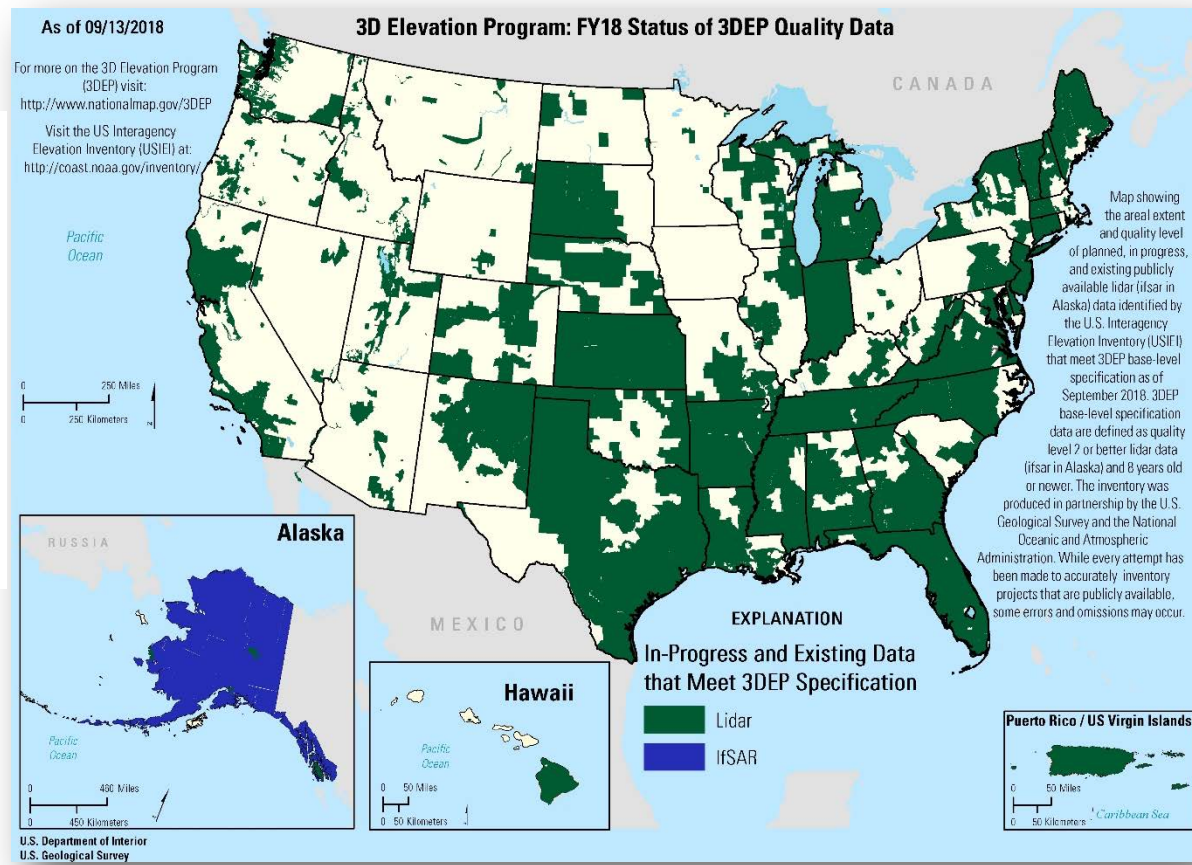 As of 09/13/2018
3D Elevation Program: FY18 Status of 3DEP Quality Data
For more on the 3D Elevation Program
(3DEP) visit:
http://www.nationalmap.gov/3DEP
Visit the US Interagency
Elevation Inventory (USIEI) at:
http://coast.noaa.gov/inventory/
CANADA
Pacific
Ocean
0 250 Miles
0 250 Kilometers
Map showing
the areal extent
and quality level
of planned, in progress,
and existing publicly
available lidar (ifsar in
Alaska) data identified by
the U.S. Interagency
Elevation Inventory (USIEI)
that meet 3DEP base-level
specification as of
September 2018. 3DEP
base-level specification
data are defined as quality
level 2 or better lidar data
(ifsar in Alaska) and 8 years old
or newer. The inventory was
produced in partnership by the U.S.
Geological Survey and the National
Oceanic and Atmospheric
Administration. While every attempt has
been made to accurately inventory
projects that are publicly available,
some errors and omissions may occur.
RUSSIA
Alaska
Pacific
Ocean
0 460 Miles
0 450 Kilometers
MEXICO
Hawaii
Pacific
Ocean
0 50 Miles
0 50 Kilometers
EXPLANATION
In-Progress and Existing Data
that Meet 3DEP Specification
Lidar
IfSAR
Puerto Rico / US Virgin Islands
0 50 Miles
0 50 Kilometers
Caribbean Sea
U.S. Department of Interior
U.S. Geological Survey